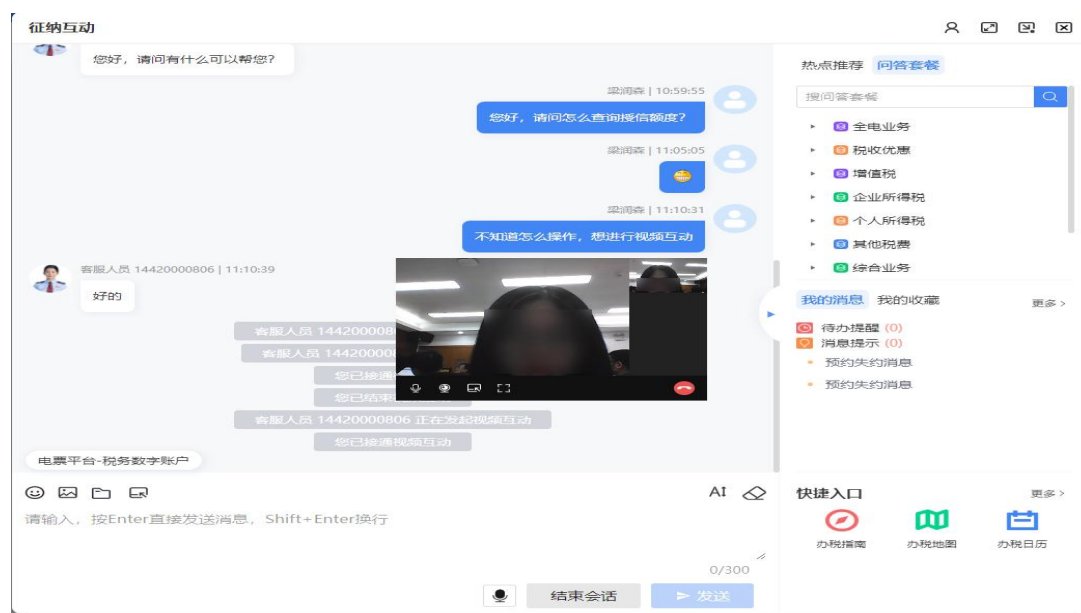 征纳互动
您好，请问有什么可以帮您?
梁润森 | 10:59:55
您好，请问怎么查询授信额度?
梁润森 | 11:05:05
梁润森 | 11:10:31
不知道怎么操作，想进行视频互动
客服人员 14420000806 | 11:10:39
好的
客服人员 144200008
客服人员 1442000
您已接通
您已结束
客服人员 14420000806 正在发起视频互动
您已接通视频互动
电票平台-税务数字账户
AI
请输入，按Enter直接发送消息，Shift+Enter换行
0/300
结束会话
发送
热点推荐 问答套餐
搜问答套餐
全电业务
税收优惠
增值税
企业所得税
个人所得税
其他税费
综合业务
我的消息 我的收藏 更多 >
待办提醒 (0)
消息提示 (0)
预约失约消息
预约失约消息
快捷入口 更多 >
办税指南 办税地图 办税日历